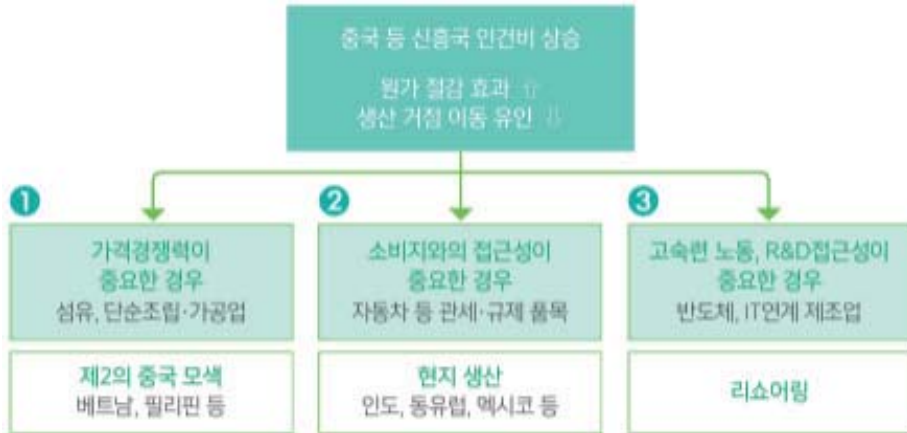 중국 등 신흥국 인건비 상승
원가 절감 효과 ⇧
생산 거점 이동 유인 ⇩
1
가격경쟁력이
중요한 경우
섬유, 단순조립·가공업
제2의 중국 모색
베트남, 필리핀 등
2
소비지와의 접근성이
중요한 경우
자동차 등 관세·규제 품목
현지 생산
인도, 동유럽, 멕시코 등
3
고숙련 노동, R&D접근성이
중요한 경우
반도체, IT연계 제조업
리쇼어링